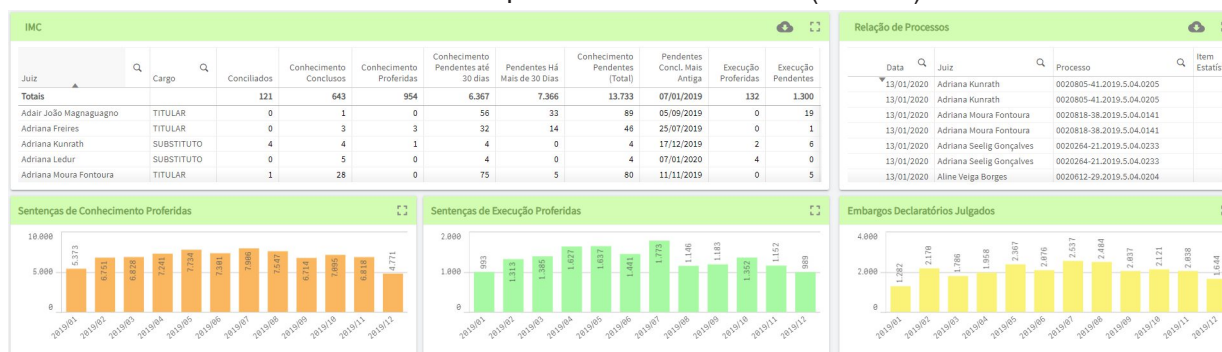 IMC
Juiz Cargo Conciliados Conhecimento Conclusos Conhecimento Proferidas Conhecimento Pendentes até 30 dias Pendentes Há Mais de 30 Dias Conhecimento Pendentes (Total) Pendentes Concl. Mais Antiga Execução Proferidas Execução Pendentes
Totais 121 643 954 6.367 7.366 13.733 07/01/2019 132 1.300
Adair João Magnaguagno TITULAR 0 1 0 56 33 89 05/09/2019 0 19
Adriana Freires TITULAR 0 3 3 32 14 46 25/07/2019 0 1
Adriana Kunrath SUBSTITUTO 4 4 1 4 0 4 17/12/2019 2 6
Adriana Ledur SUBSTITUTO 0 5 0 4 0 4 07/01/2020 4 0
Adriana Moura Fontoura TITULAR 1 28 0 75 5 80 11/11/2019 0 5
Relação de Processos
Data Juiz Processo Item
13/01/2020 Adriana Kunrath 0020805-41.2019.5.04.0205
13/01/2020 Adriana Kunrath 0020805-41.2019.5.04.0205
13/01/2020 Adriana Moura Fontoura 0020818-38.2019.5.04.0141
13/01/2020 Adriana Moura Fontoura 0020818-38.2019.5.04.0141
13/01/2020 Adriana Seelig Gonçalves 0020264-21.2019.5.04.0233
13/01/2020 Adriana Seelig Gonçalves 0020264-21.2019.5.04.0233
13/01/2020 Aline Veiga Borges 0020612-29.2019.5.04.0204
Sentenças de Conhecimento Proferidas
10.000
5.000
0
5.373 6.751 6.828 7.241 7.734 7.301 7.906 7.547 6.714 7.095 6.818 4.771
2019/01 2019/02 2019/03 2019/04 2019/05 2019/06 2019/07 2019/08 2019/09 2019/10 2019/11 2019/12
Sentenças de Execução Proferidas
2.000
1.000
0
993 1.313 1.385 1.627 1.637 1.441 1.773 1.146 1.183 1.352 1.152 989
2019/01 2019/02 2019/03 2019/04 2019/05 2019/06 2019/07 2019/08 2019/09 2019/10 2019/11 2019/12
Embargos Declaratórios Julgados
4.000
2.000
0
1.282 2.170 1.786 1.958 2.367 2.076 2.537 2.484 2.037 2.121 2.038 1.644
2019/01 2019/02 2019/03 2019/04 2019/05 2019/06 2019/07 2019/08 2019/09 2019/10 2019/11 2019/12